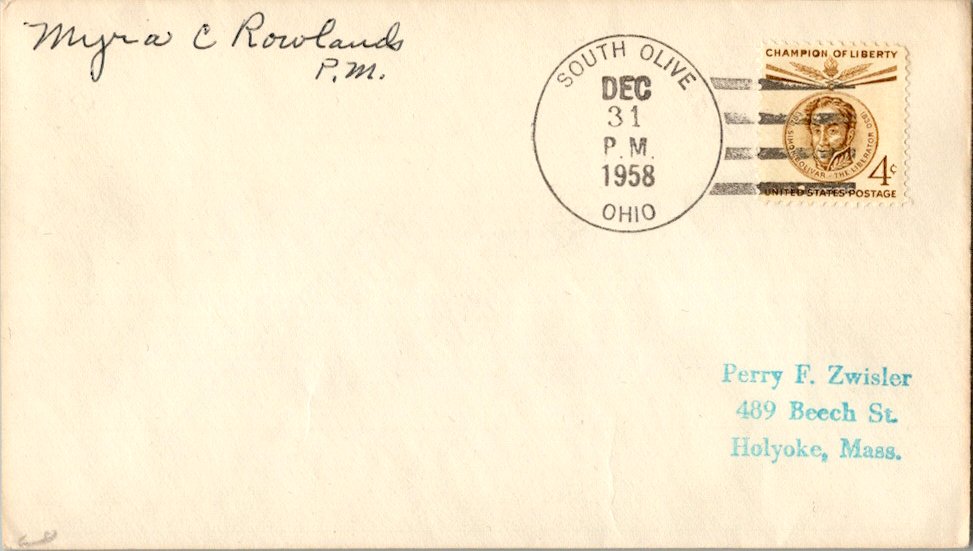 Myra C Rowlands
P.M.
SOUTH OLIVE
DEC
31
P.M.
1958
OHIO
CHAMPION OF LIBERTY
SIMON BOLIVAR · THE LIBERATOR
4¢
UNITED STATES POSTAGE
Perry F. Zwisler
489 Beech St.
Holyoke, Mass.